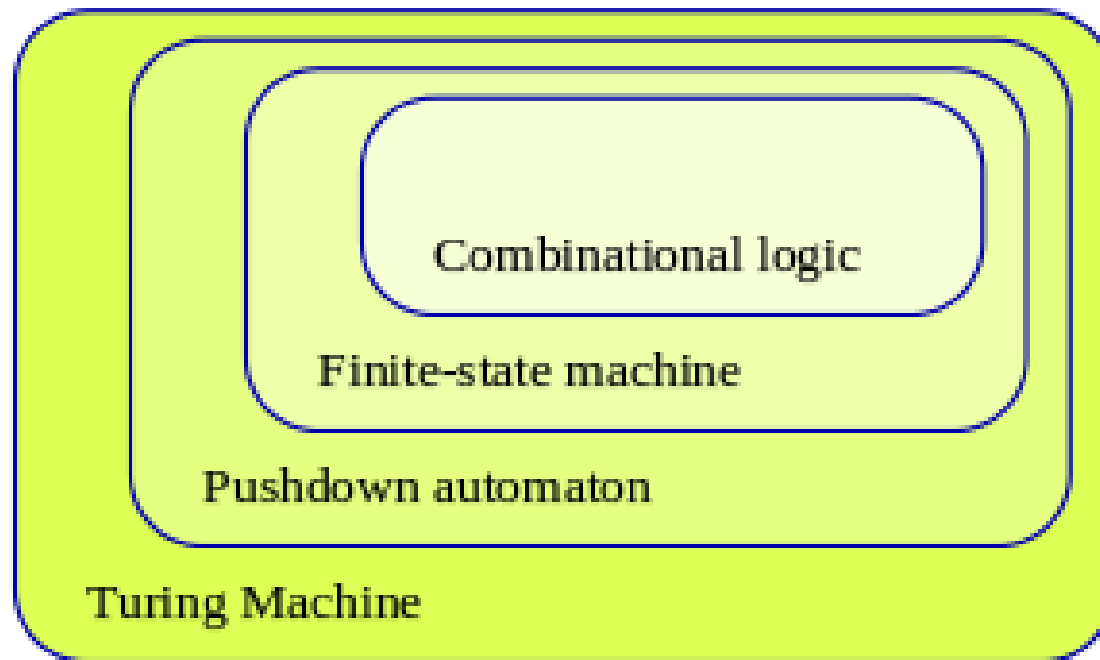 Combinational logic
Finite-state machine
Pushdown automaton
Turing Machine